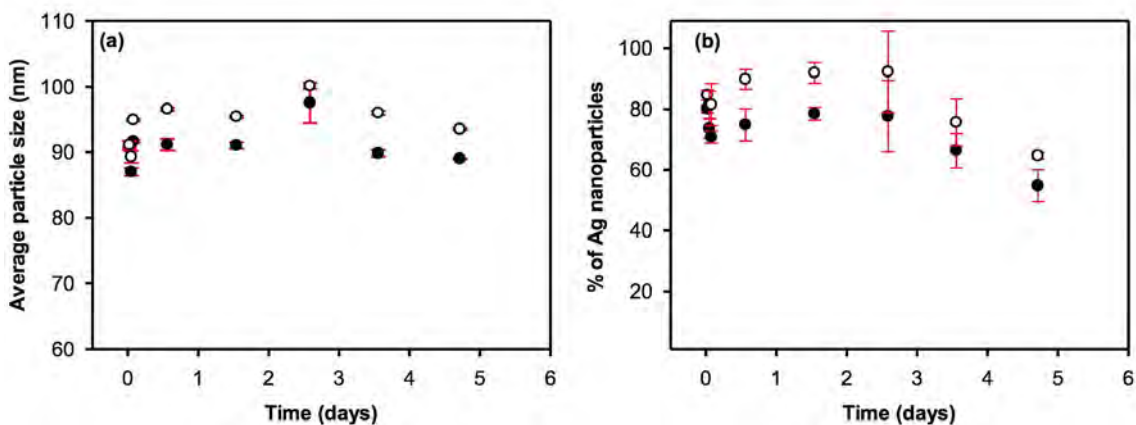 (a)
Average particle size (nm)
110
100
90
80
70
60
0 1 2 3 4 5 6
Time (days)
(b)
% of Ag nanoparticles
100
80
60
40
20
0 1 2 3 4 5 6
Time (days)